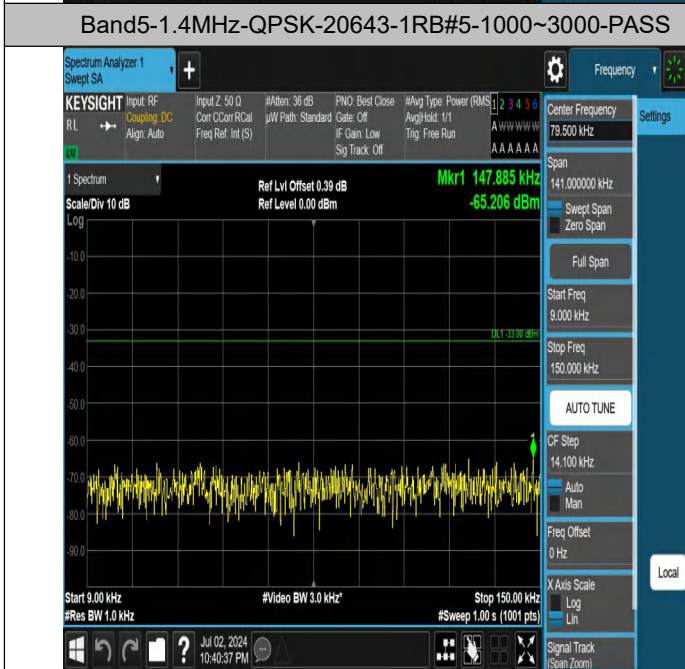 Band5-1.4MHz-QPSK-20643-1RB#5-1000~3000-PASS
Spectrum Analyzer 1
Swept SA
+
Frequency
KEYSIGHT
RL
Input: RF
Coupling: DC
Align: Auto
Input Z: 50 Ω
Corr CCorr RCal
Freq Ref: Int (S)
#Atten: 36 dB
µW Path: Standard
PNO: Best Close
Gate: Off
IF Gain: Low
Sig Track: Off
#Avg Type: Power (RMS
Avg|Hold: 1/1
Trig: Free Run
1 2 3 4 5 6
A W W W W W
A A A A A A
Settings
Center Frequency
79.500 kHz
Span
141.000000 kHz
Swept Span
Zero Span
Full Span
Start Freq
9.000 kHz
Stop Freq
150.000 kHz
AUTO TUNE
CF Step
14.100 kHz
Auto
Man
Freq Offset
0 Hz
X Axis Scale
Log
Lin
Signal Track
(Span Zoom)
Local
1 Spectrum
Scale/Div 10 dB
Log
Ref Lvl Offset 0.39 dB
Ref Level 0.00 dBm
Mkr1 147.885 kHz
-65.206 dBm
-10.0
-20.0
-30.0
DL1 -33.00 dBm
-40.0
-50.0
-60.0
1
-70.0
-80.0
-90.0
Start 9.00 kHz
#Res BW 1.0 kHz
#Video BW 3.0 kHz*
Stop 150.00 kHz
#Sweep 1.00 s (1001 pts)
?
Jul 02, 2024
10:40:37 PM